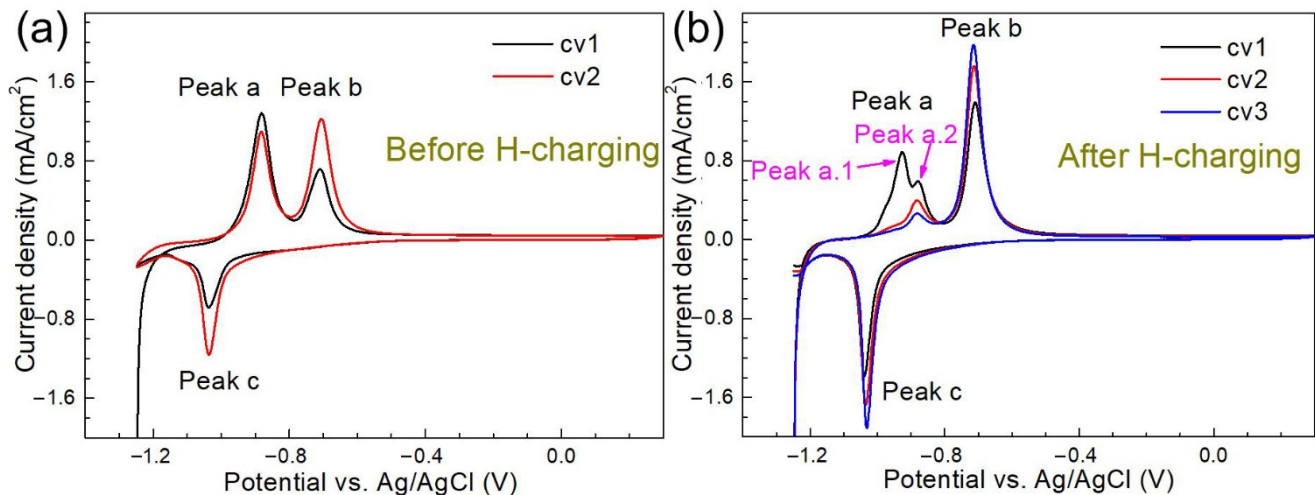 (a)
cv1
cv2
Peak a
Peak b
Before H-charging
Peak c
1.6
0.8
0.0
−0.8
−1.6
Current density (mA/cm²)
−1.2
−0.8
−0.4
0.0
Potential vs. Ag/AgCl (V)
(b)
Peak b
cv1
cv2
cv3
Peak a
Peak a.2
Peak a.1
After H-charging
Peak c
1.6
0.8
0.0
−0.8
−1.6
Current density (mA/cm²)
−1.2
−0.8
−0.4
0.0
Potential vs. Ag/AgCl (V)